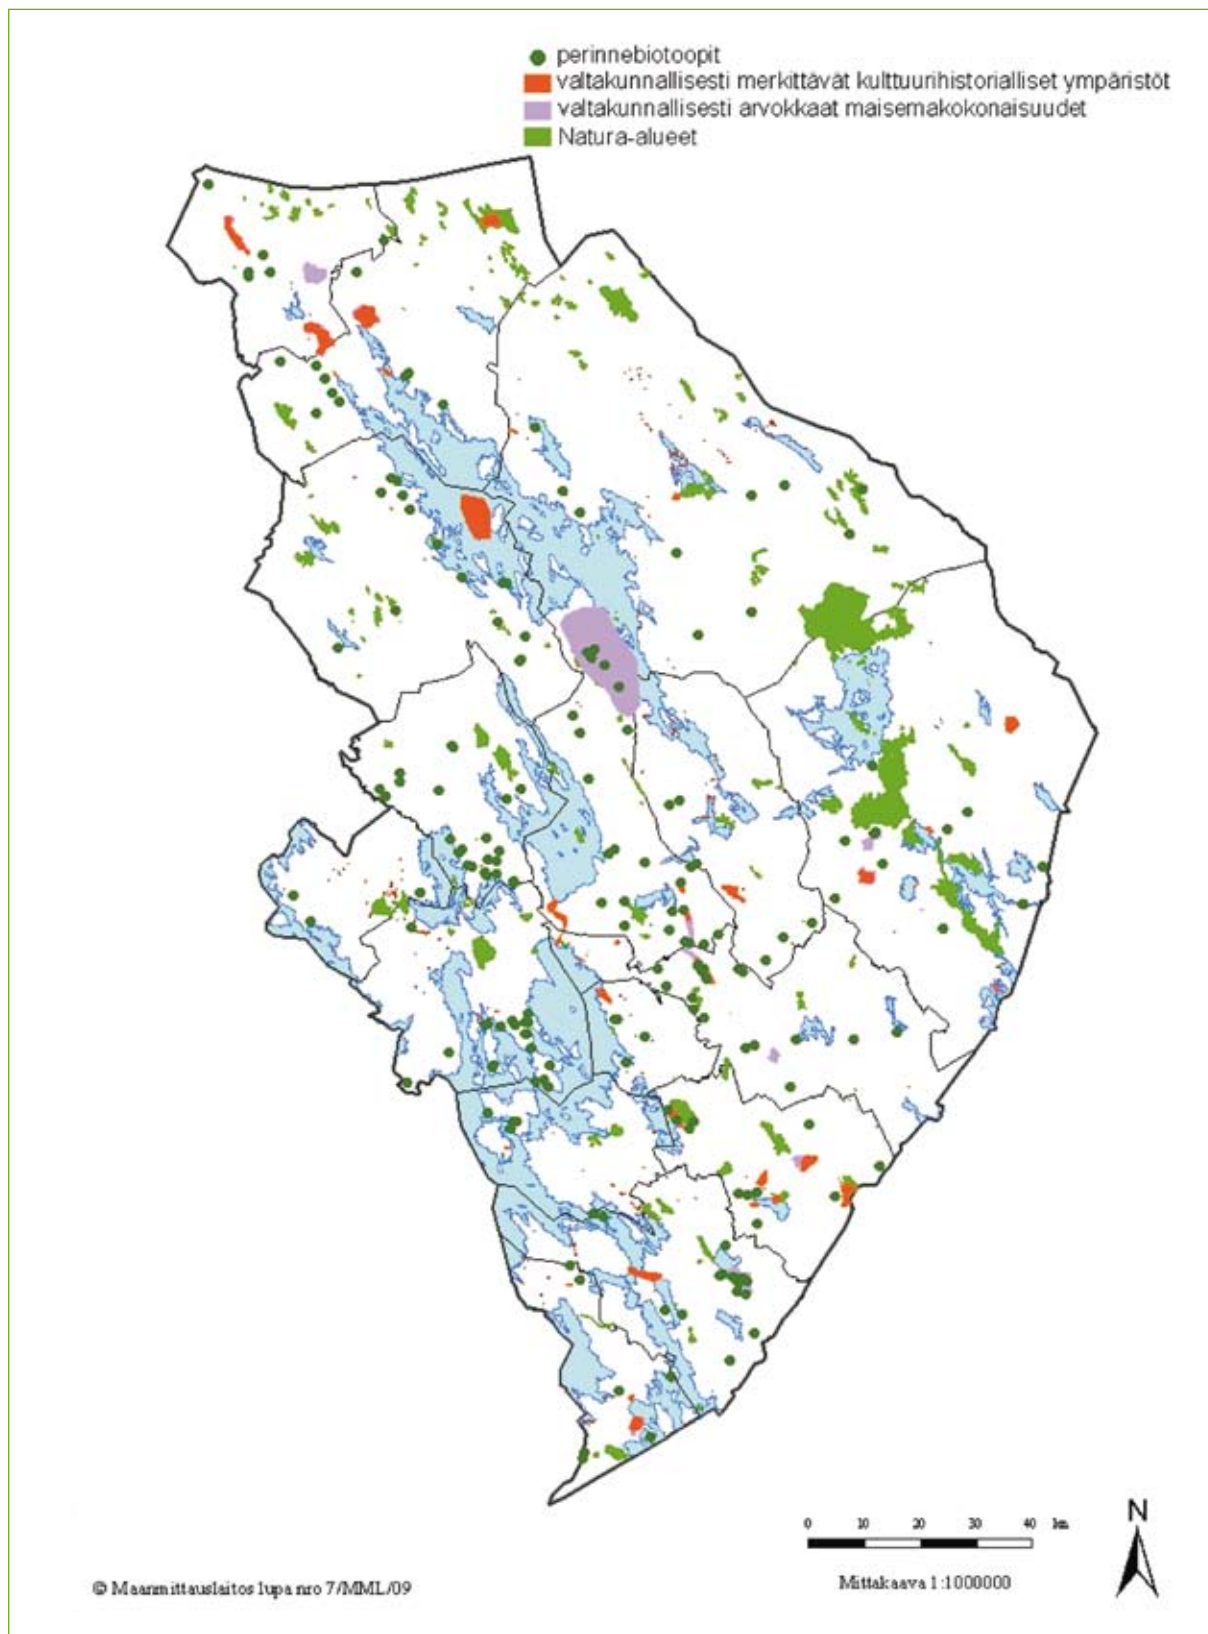 perinnebiotoopit
valtakunnallisesti merkittävät kulttuurihistorialliset ympäristöt
valtakunnallisesti arvokkaat maisemakokonaisuudet
Natura-alueet
N
0 10 20 30 40 km
Mittakaava 1:1000000
© Maanmittauslaitos lupa nro 7/MML/09